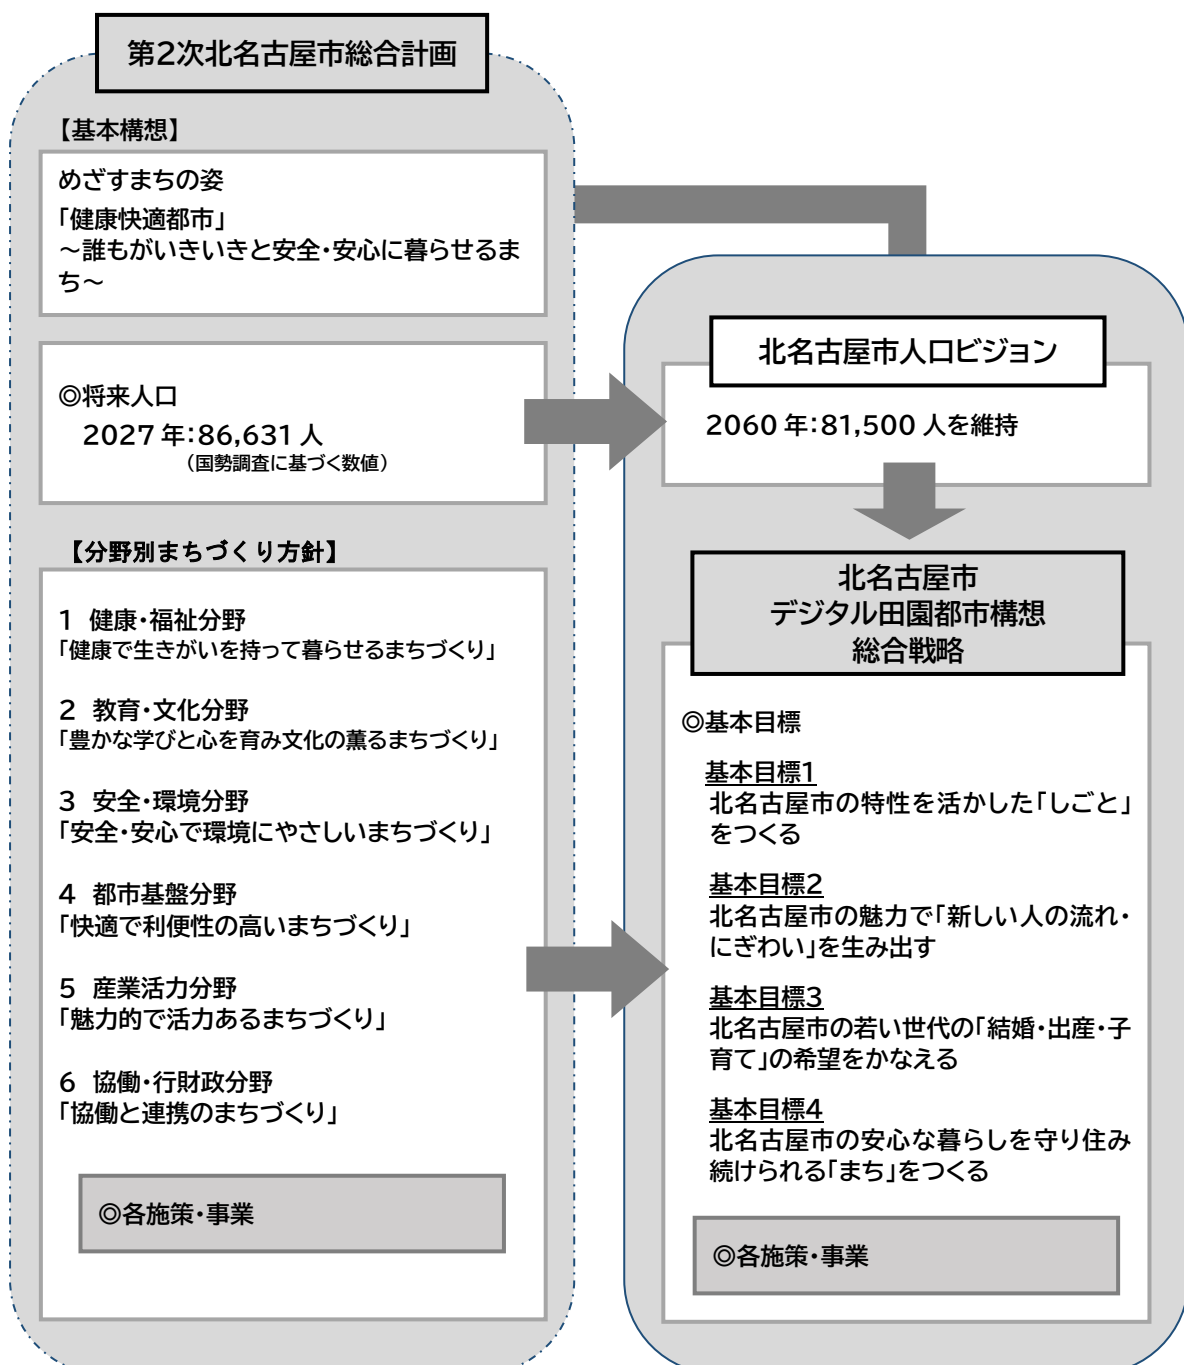 第2次北名古屋市総合計画
【基本構想】
めざすまちの姿
「健康快適都市」
～誰もがいきいきと安全・安心に暮らせるま
ち～
◎将来人口
2027年：86,631人
（国勢調査に基づく数値）
【分野別まちづくり方針】
1 健康・福祉分野
「健康で生きがいを持って暮らせるまちづくり」
2 教育・文化分野
「豊かな学びと心を育み文化の薫るまちづくり」
3 安全・環境分野
「安全・安心で環境にやさしいまちづくり」
4 都市基盤分野
「快適で利便性の高いまちづくり」
5 産業活力分野
「魅力的で活力あるまちづくり」
6 協働・行財政分野
「協働と連携のまちづくり」
◎各施策・事業
北名古屋市人口ビジョン
2060年：81,500人を維持
北名古屋市
デジタル田園都市構想
総合戦略
◎基本目標
基本目標1
北名古屋市の特性を活かした「しごと」
をつくる
基本目標2
北名古屋市の魅力で「新しい人の流れ・
にぎわい」を生み出す
基本目標3
北名古屋市の若い世代の「結婚・出産・子
育て」の希望をかなえる
基本目標4
北名古屋市の安心な暮らしを守り住み
続けられる「まち」をつくる
◎各施策・事業